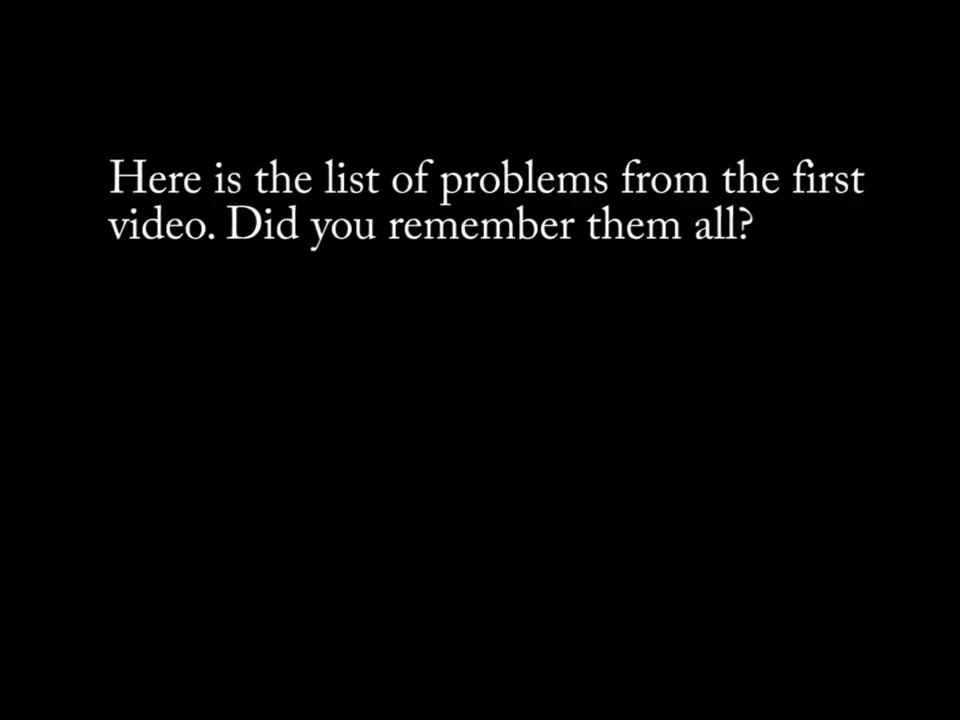 Here is the list of problems from the first
video. Did you remember them all?